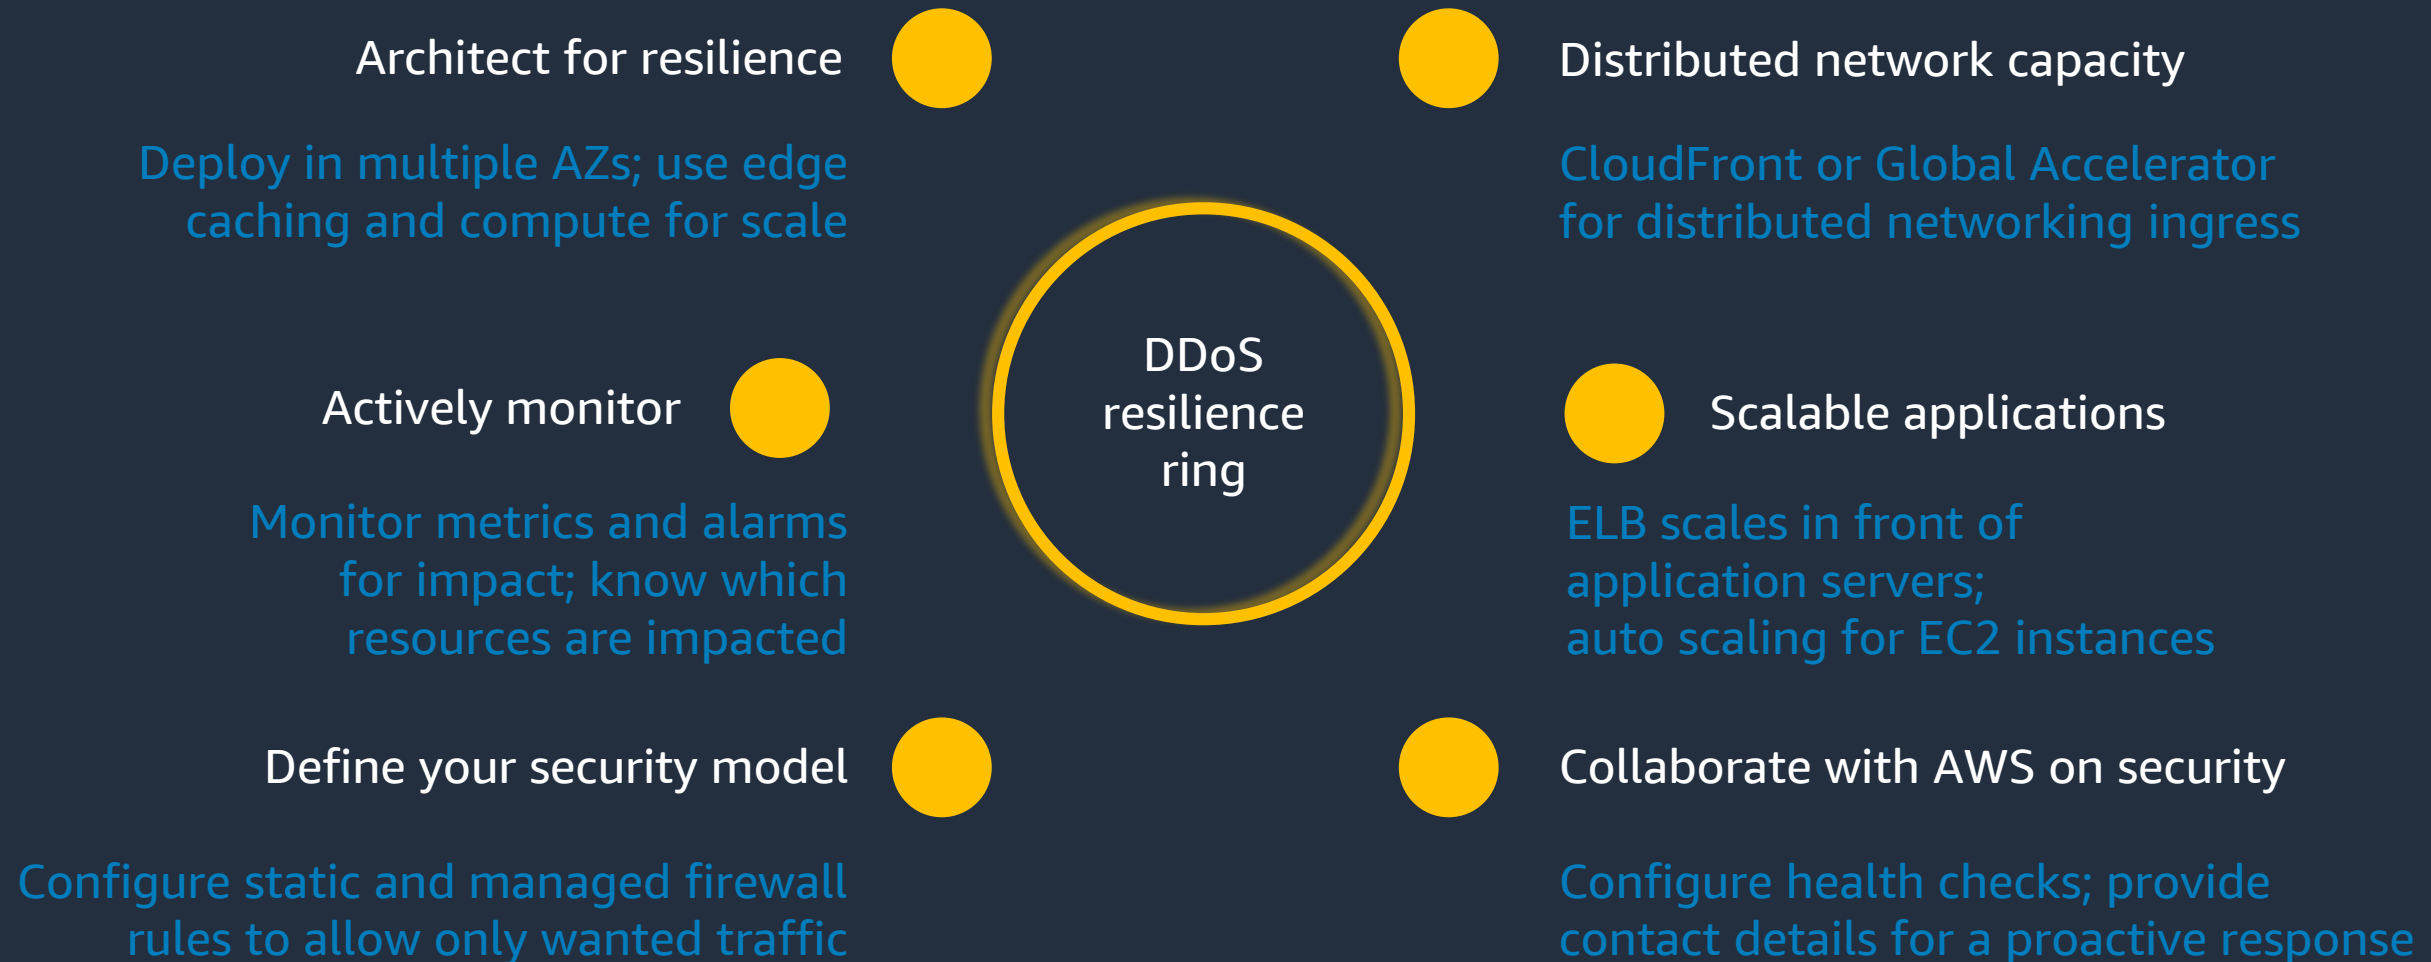 Architect for resilience
Deploy in multiple AZs; use edge
caching and compute for scale
Distributed network capacity
CloudFront or Global Accelerator
for distributed networking ingress
DDoS
resilience
ring
Actively monitor
Monitor metrics and alarms
for impact; know which
resources are impacted
Scalable applications
ELB scales in front of
application servers;
auto scaling for EC2 instances
Define your security model
Configure static and managed firewall
rules to allow only wanted traffic
Collaborate with AWS on security
Configure health checks; provide
contact details for a proactive response